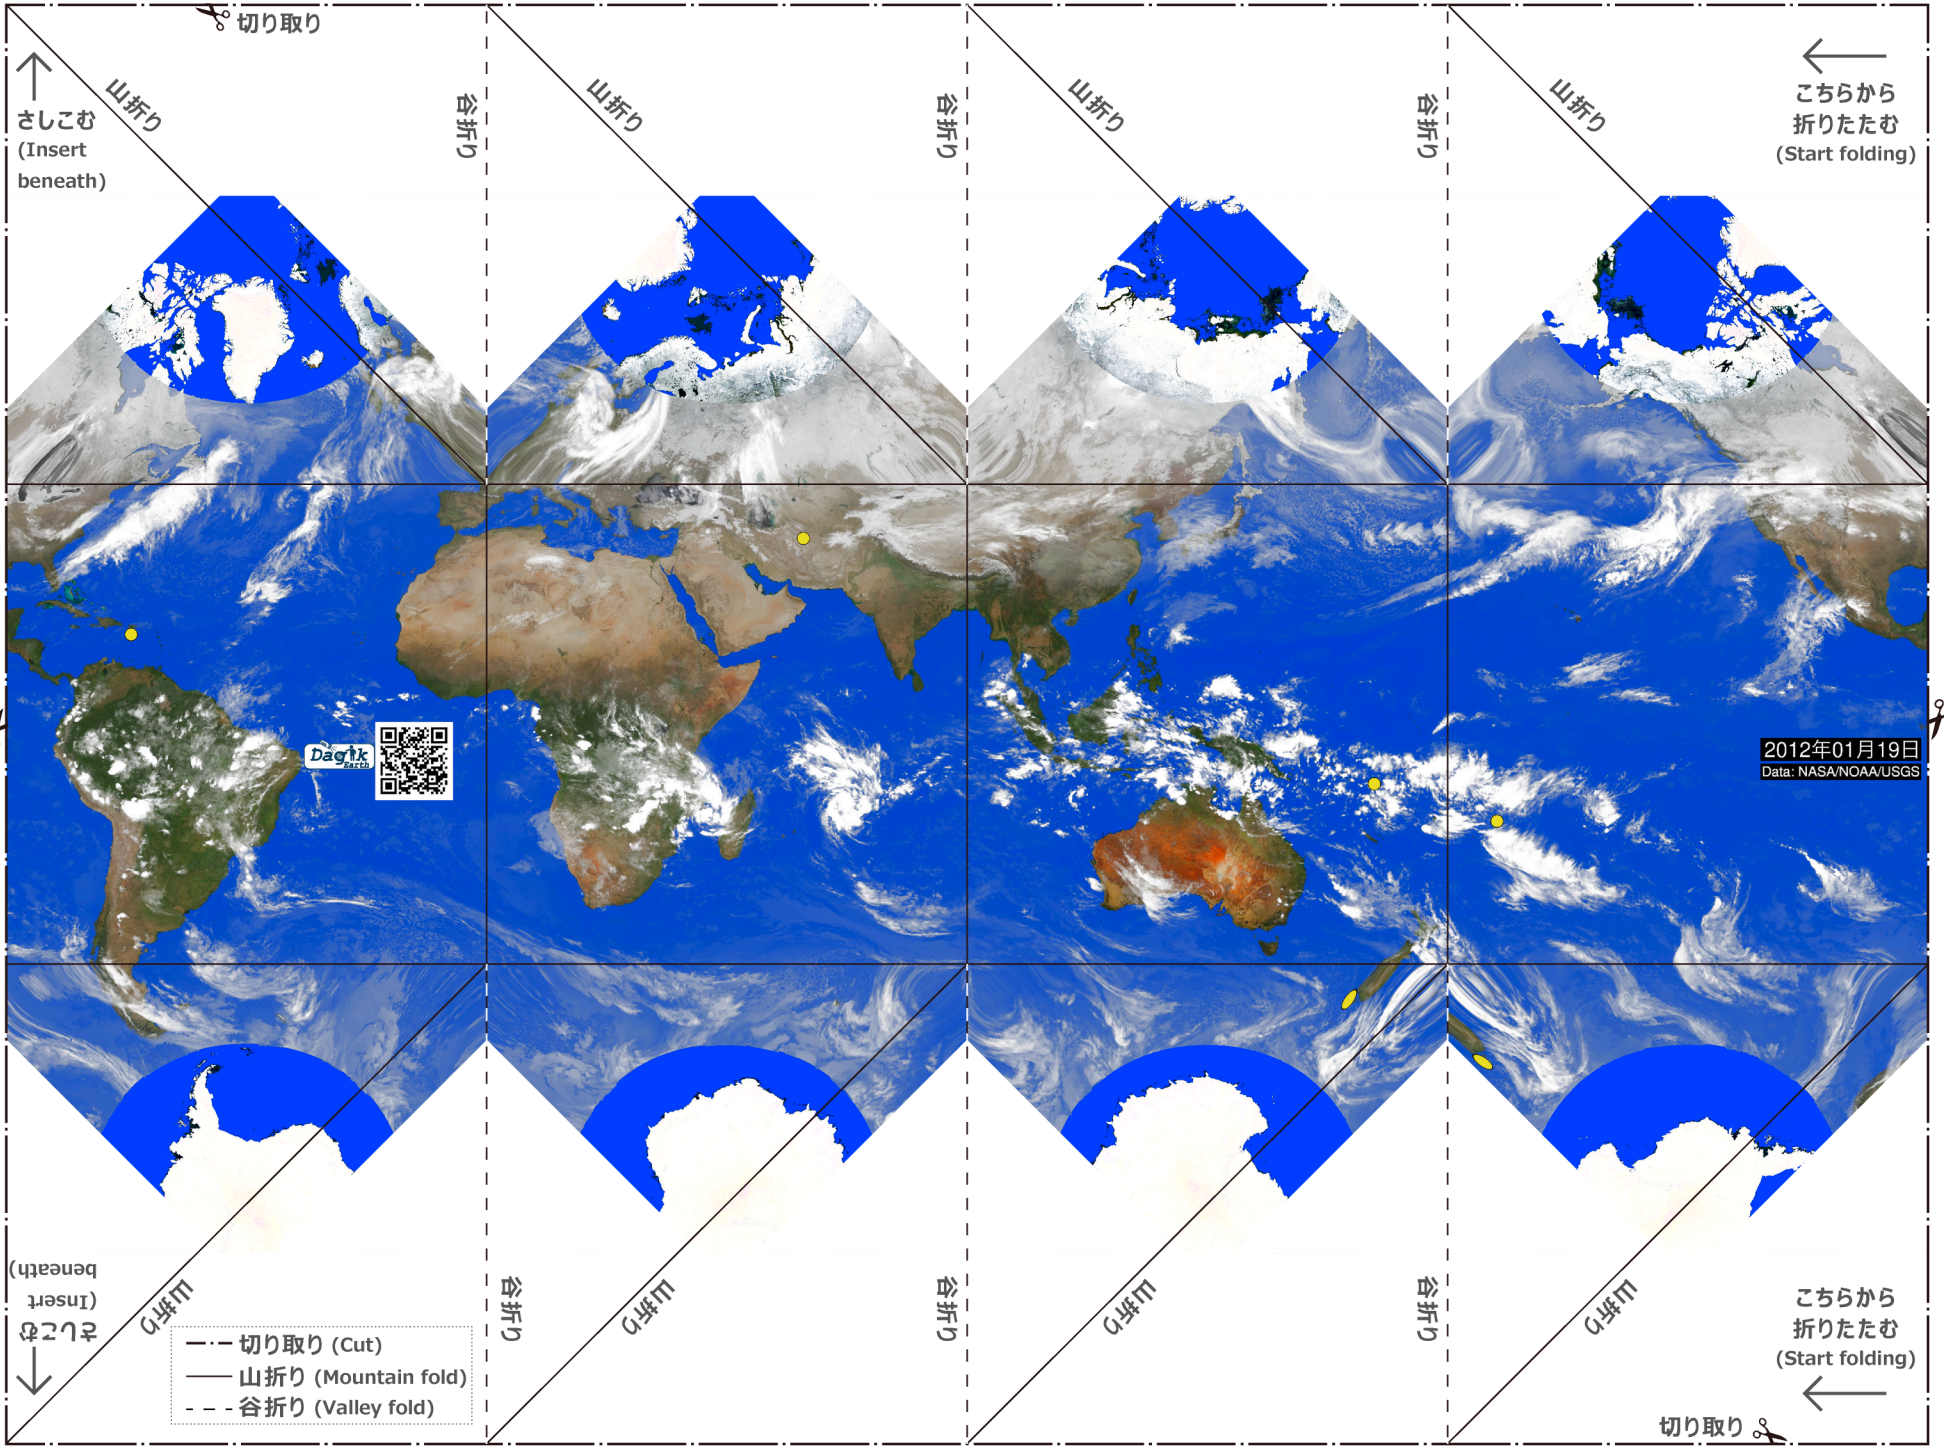 切り取り
山折り
谷折り
山折り
谷折り
山折り
谷折り
山折り
さしこむ
(Insert
beneath)
こちらから
折りたたむ
(Start folding)
Dagik
Earth
2012年01月19日
Data: NASA/NOAA/USGS
さしこむ
(Insert
beneath)
山折り
谷折り
山折り
谷折り
山折り
谷折り
山折り
こちらから
折りたたむ
(Start folding)
切り取り (Cut)
山折り (Mountain fold)
谷折り (Valley fold)
切り取り